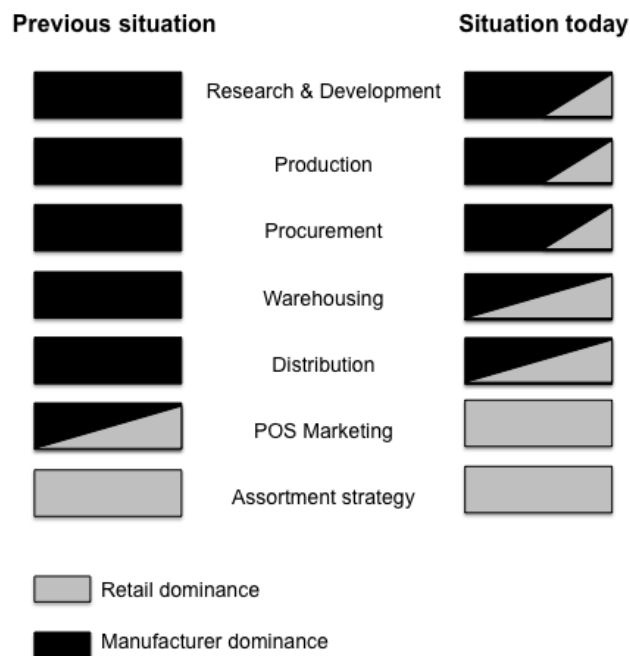 Previous situation
Situation today
Research & Development
Production
Procurement
Warehousing
Distribution
POS Marketing
Assortment strategy
Retail dominance
Manufacturer dominance